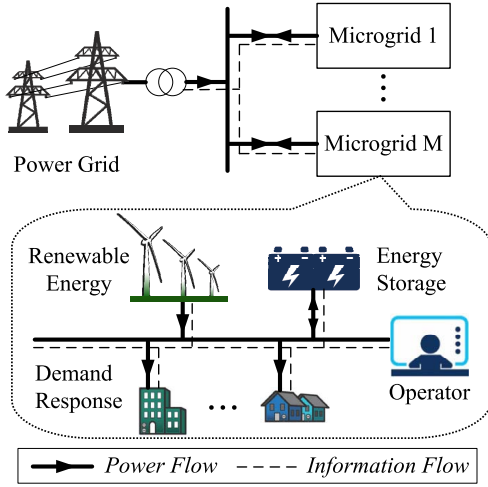 Microgrid 1
Microgrid M
Power Grid
Renewable
Energy
Energy
Storage
Demand
Response
Operator
Power Flow
Information Flow